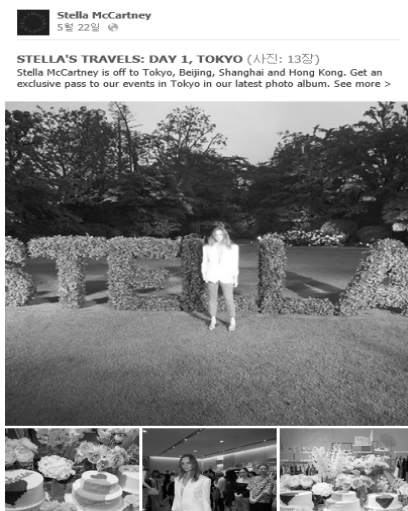 Stella McCartney
5월 22일
STELLA'S TRAVELS: DAY 1, TOKYO (사진: 13장)
Stella McCartney is off to Tokyo, Beijing, Shanghai and Hong Kong. Get an
exclusive pass to our events in Tokyo in our latest photo album. See more >
STELLA